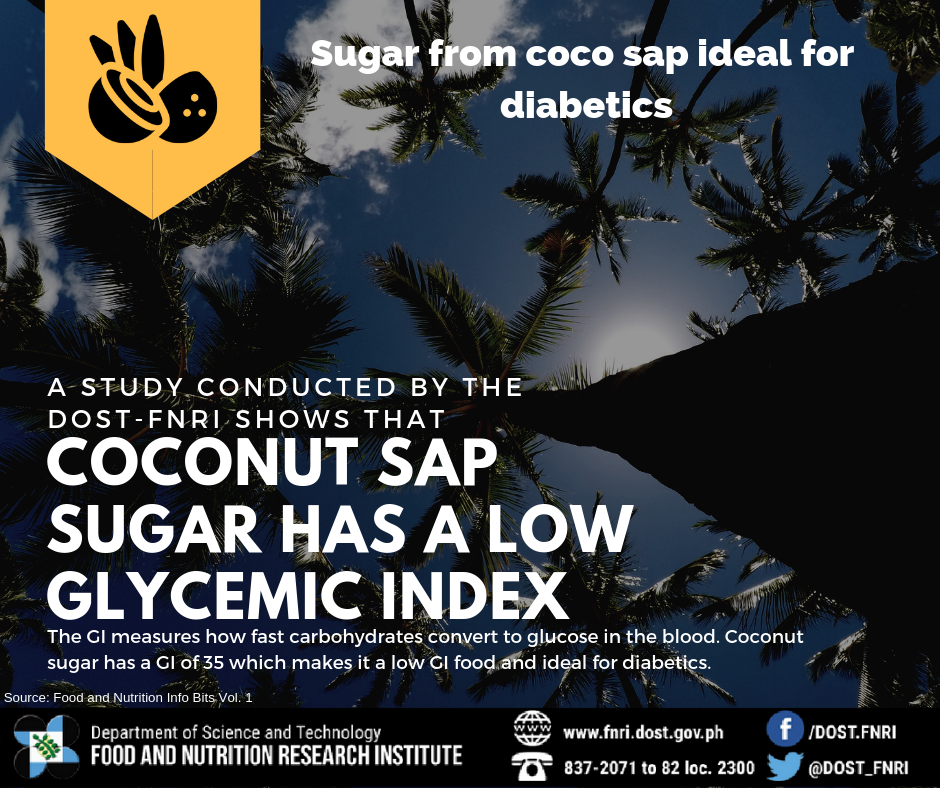 Sugar from coco sap ideal for
diabetics
A STUDY CONDUCTED BY THE
DOST-FNRI SHOWS THAT
COCONUT SAP
SUGAR HAS A LOW
GLYCEMIC INDEX
The GI measures how fast carbohydrates convert to glucose in the blood. Coconut
sugar has a GI of 35 which makes it a low GI food and ideal for diabetics.
Source: Food and Nutrition Info Bits Vol. 1
Department of Science and Technology
FOOD AND NUTRITION RESEARCH INSTITUTE
www.fnri.dost.gov.ph
837-2071 to 82 loc. 2300
/DOST.FNRI
@DOST_FNRI